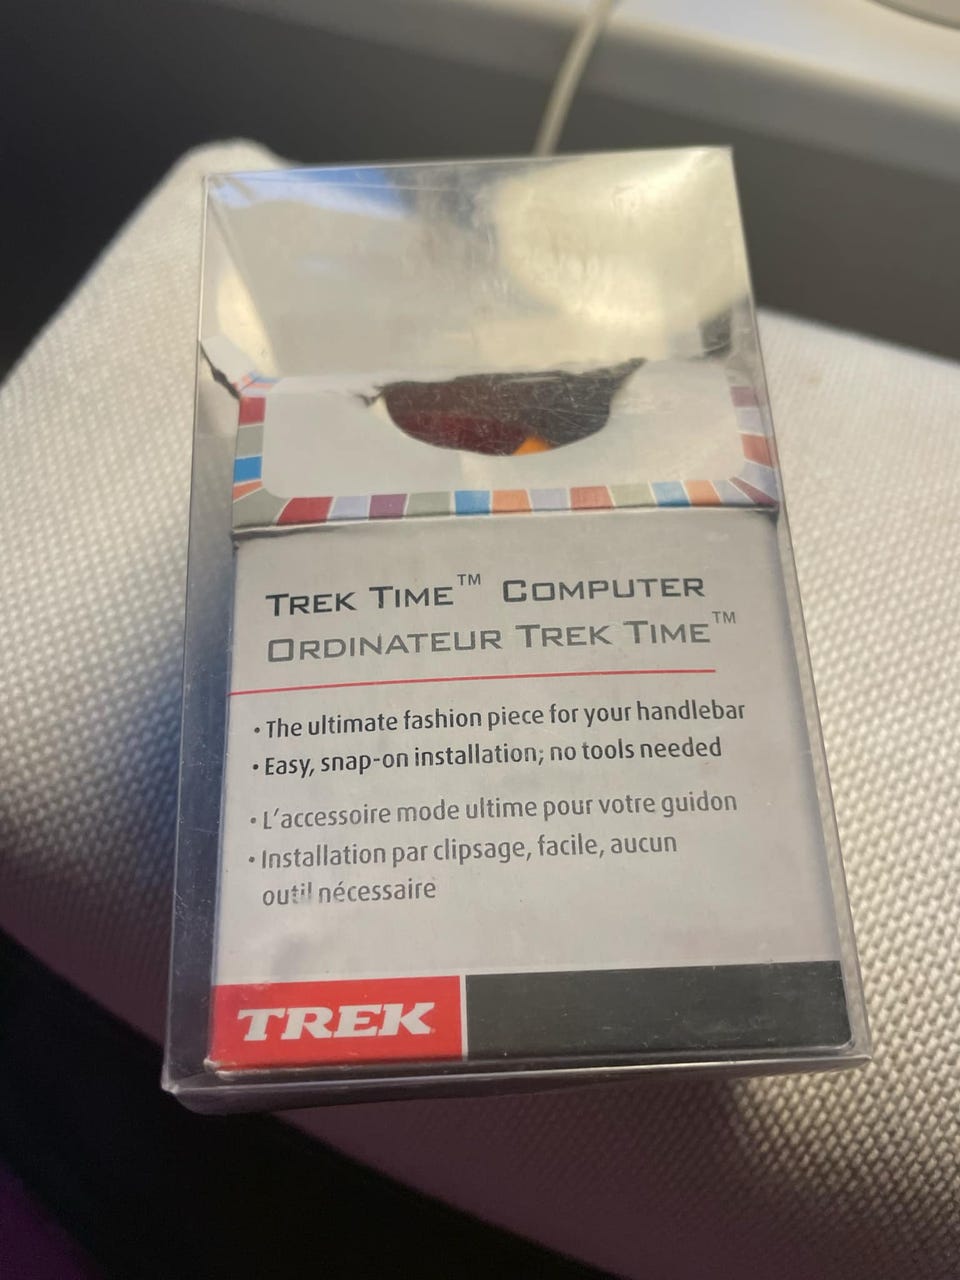 TREK TIME™ COMPUTER
ORDINATEUR TREK TIME™
• The ultimate fashion piece for your handlebar
• Easy, snap-on installation; no tools needed
• L'accessoire mode ultime pour votre guidon
• Installation par clipsage, facile, aucun
outil nécessaire
TREK